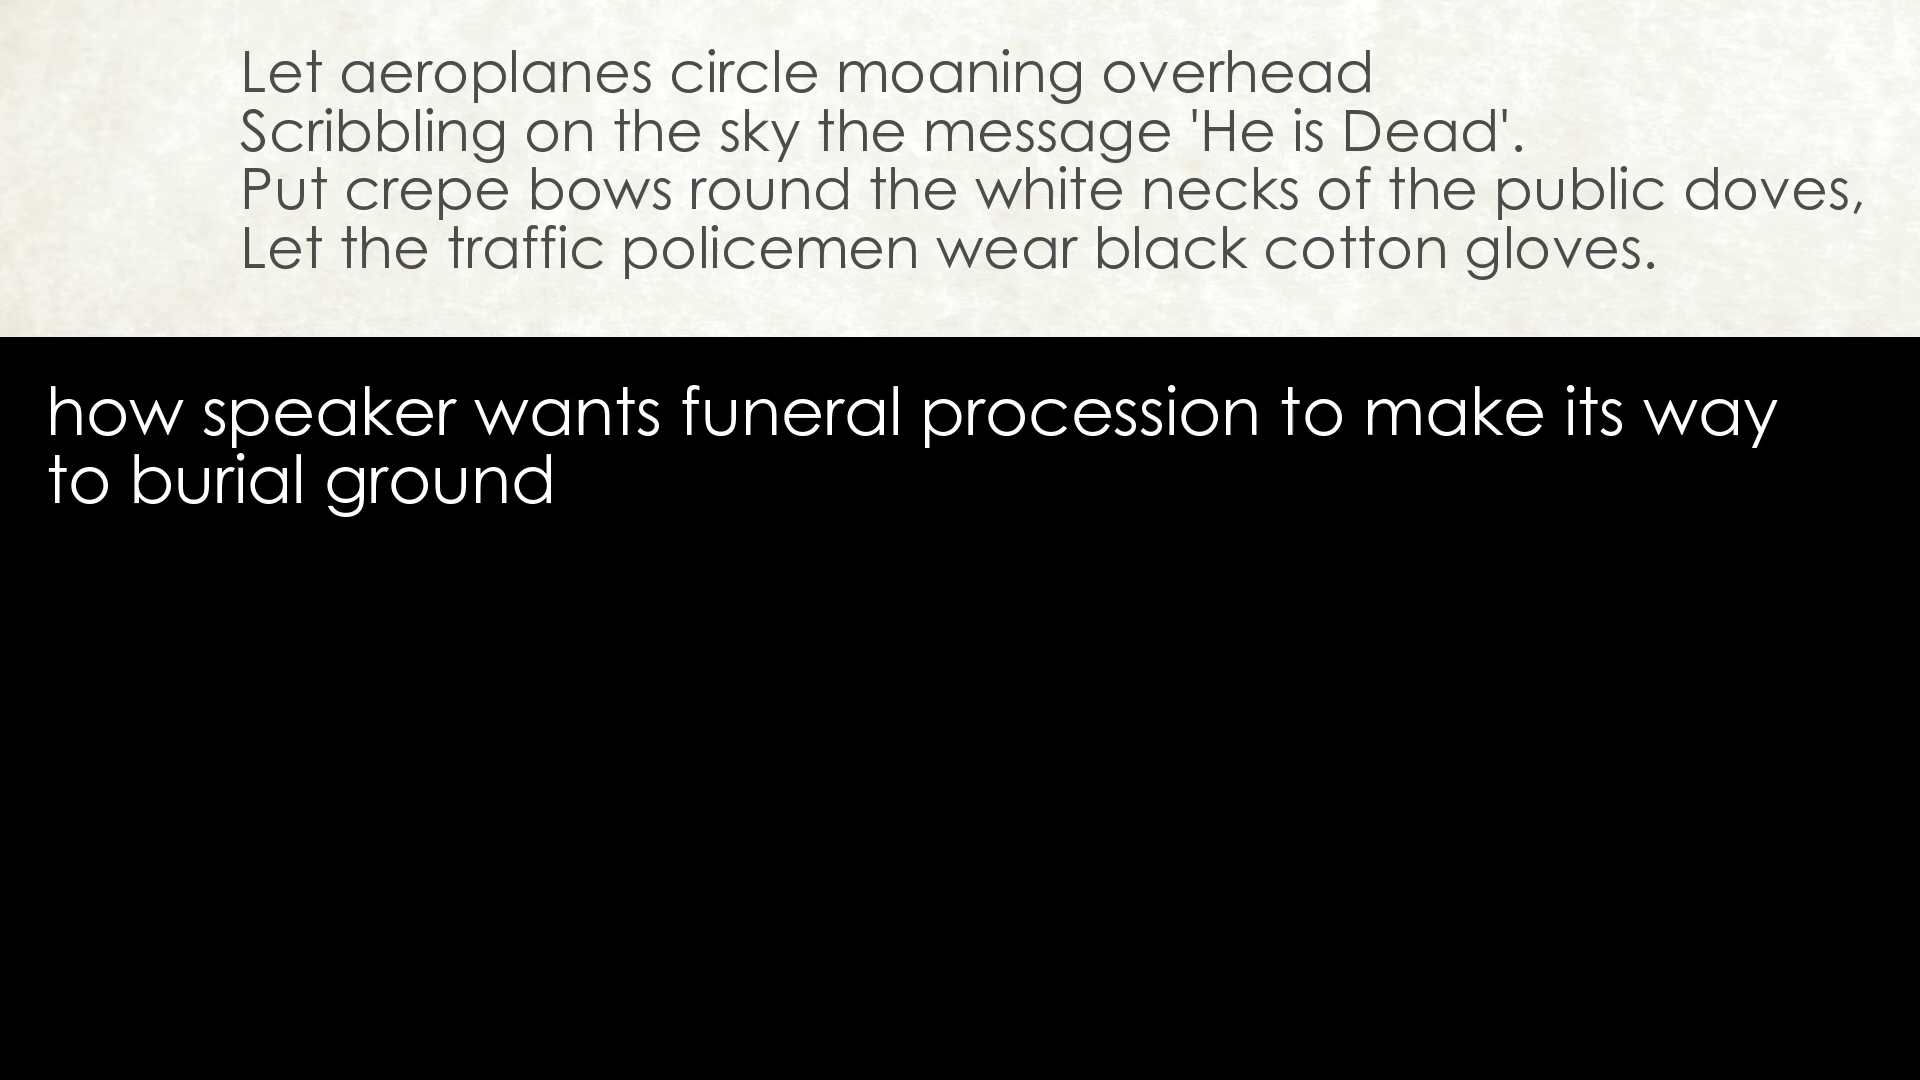 Let aeroplanes circle moaning overhead
Scribbling on the sky the message 'He is Dead'.
Put crepe bows round the white necks of the public doves,
Let the traffic policemen wear black cotton gloves.
how speaker wants funeral procession to make its way
to burial ground